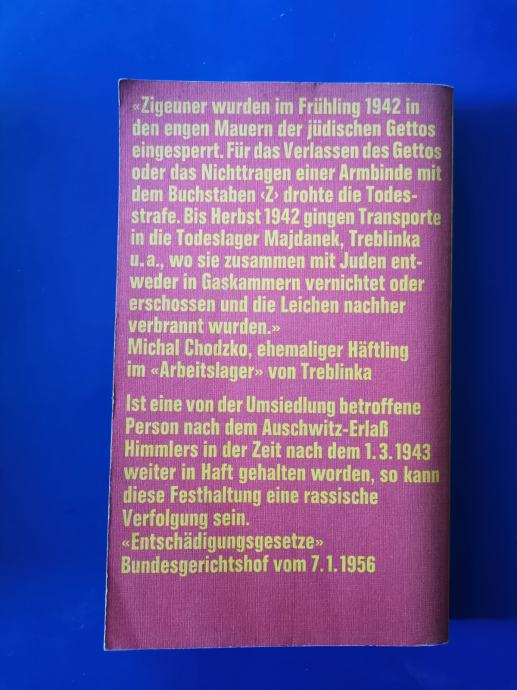 «Zigeuner wurden im Frühling 1942 in
den engen Mauern der jüdischen Gettos
eingesperrt. Für das Verlassen des Gettos
oder das Nichttragen einer Armbinde mit
dem Buchstaben ‹Z› drohte die Todes-
strafe. Bis Herbst 1942 gingen Transporte
in die Todeslager Majdanek, Treblinka
u. a., wo sie zusammen mit Juden ent-
weder in Gaskammern vernichtet oder
erschossen und die Leichen nachher
verbrannt wurden.»
Michal Chodzko, ehemaliger Häftling
im «Arbeitslager» von Treblinka
Ist eine von der Umsiedlung betroffene
Person nach dem Auschwitz-Erlaß
Himmlers in der Zeit nach dem 1. 3. 1943
weiter in Haft gehalten worden, so kann
diese Festhaltung eine rassische
Verfolgung sein.
«Entschädigungsgesetze»
Bundesgerichtshof vom 7. 1. 1956